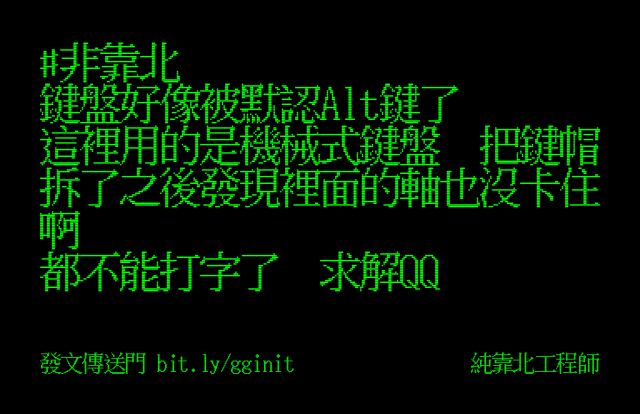 #非靠北
鍵盤好像被默認Alt鍵了
這裡用的是機械式鍵盤 把鍵帽
拆了之後發現裡面的軸也沒卡住
啊
都不能打字了 求解QQ
發文傳送門 bit.ly/gginit
純靠北工程師